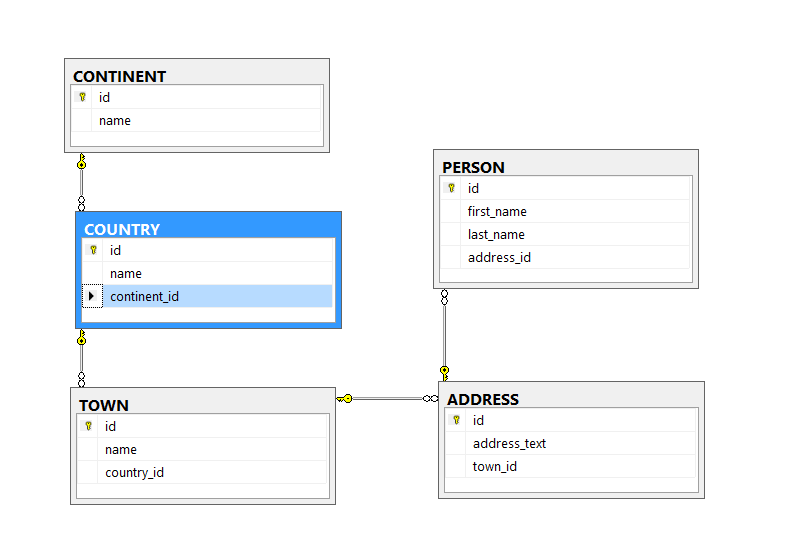 CONTINENT
id
name
COUNTRY
id
name
continent_id
TOWN
id
name
country_id
PERSON
id
first_name
last_name
address_id
ADDRESS
id
address_text
town_id